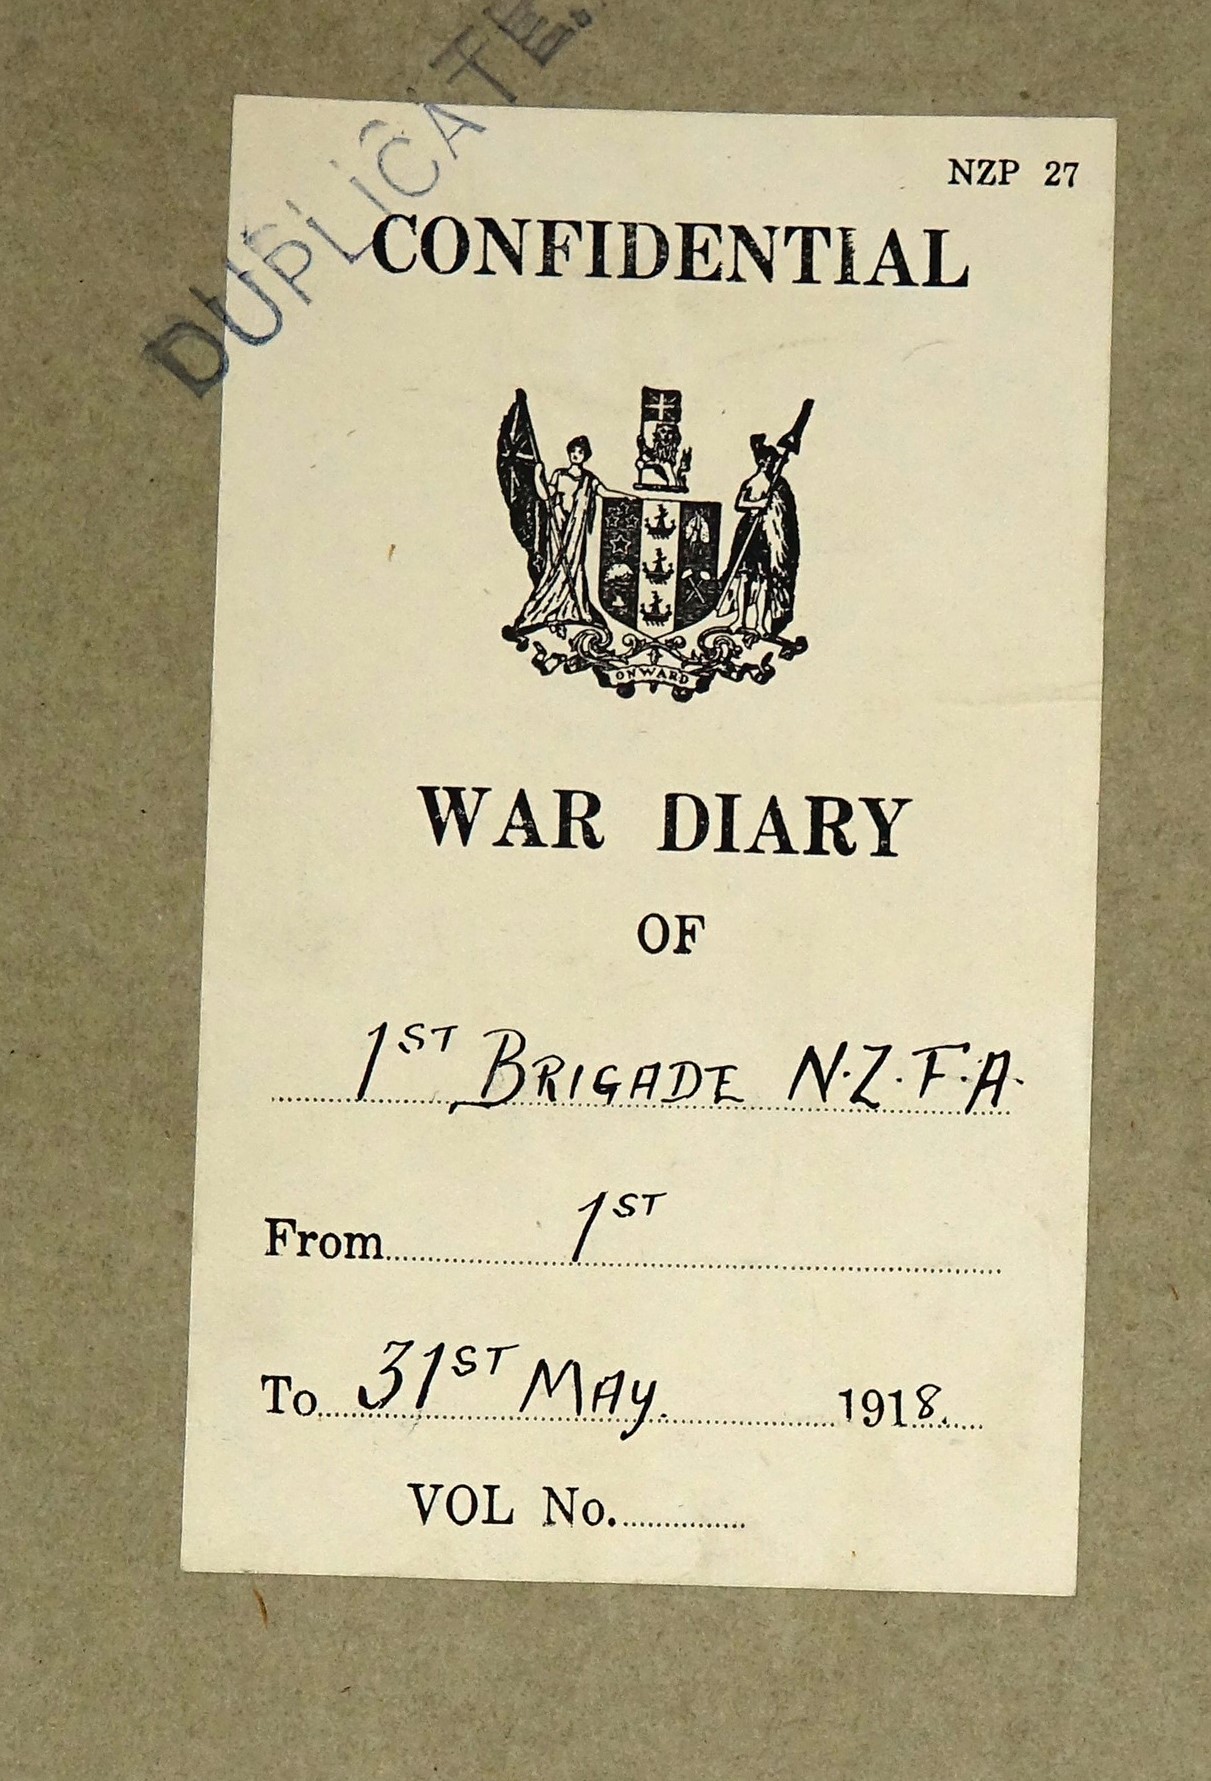 DUPLICATE.
NZP 27
CONFIDENTIAL
ONWARD
WAR DIARY
OF
1ST BRIGADE N.Z.F.A.
From 1ST
To 31ST MAY. 1918.
VOL No.